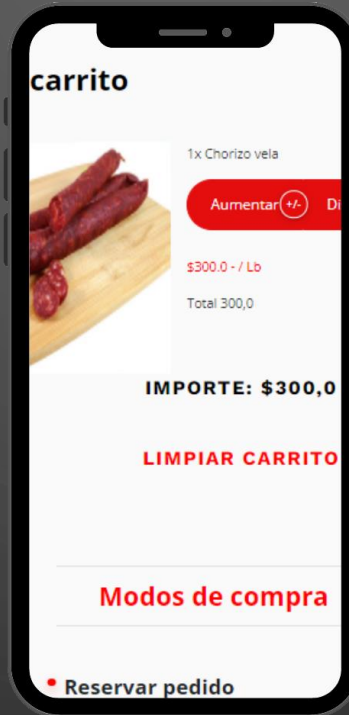 carrito
1x Chorizo vela
Aumentar +/- Di
$300.0 - / Lb
Total 300,0
IMPORTE: $300,0
LIMPIAR CARRITO
Modos de compra
Reservar pedido